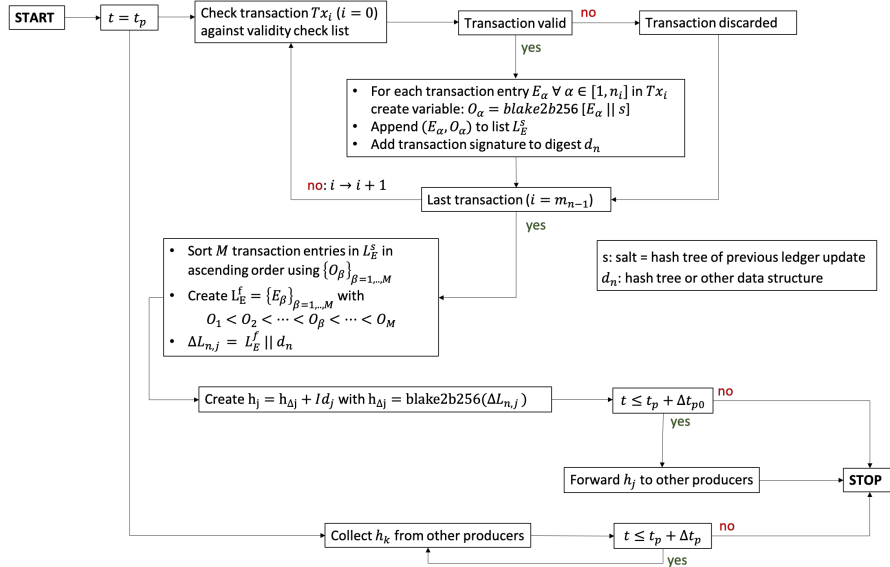 START
t = t_p
Check transaction Tx_i (i = 0)
against validity check list
Transaction valid
no
Transaction discarded
yes
• For each transaction entry E_α ∀ α ∈ [1, n_i] in Tx_i
create variable: O_α = blake2b256 [E_α || s]
• Append (E_α, O_α) to list L_E^s
• Add transaction signature to digest d_n
no: i → i + 1
Last transaction (i = m_{n−1})
yes
• Sort M transaction entries in L_E^s in
ascending order using {O_β}_{β=1,..,M}
• Create L_E^f = {E_β}_{β=1,..,M} with
O_1 < O_2 < ⋯ < O_β < ⋯ < O_M
• ΔL_{n,j} = L_E^f || d_n
s: salt = hash tree of previous ledger update
d_n: hash tree or other data structure
Create h_j = h_{Δj} + Id_j with h_{Δj} = blake2b256(ΔL_{n,j})
t ≤ t_p + Δt_{p0}
no
yes
Forward h_j to other producers
STOP
Collect h_k from other producers
t ≤ t_p + Δt_p
no
yes